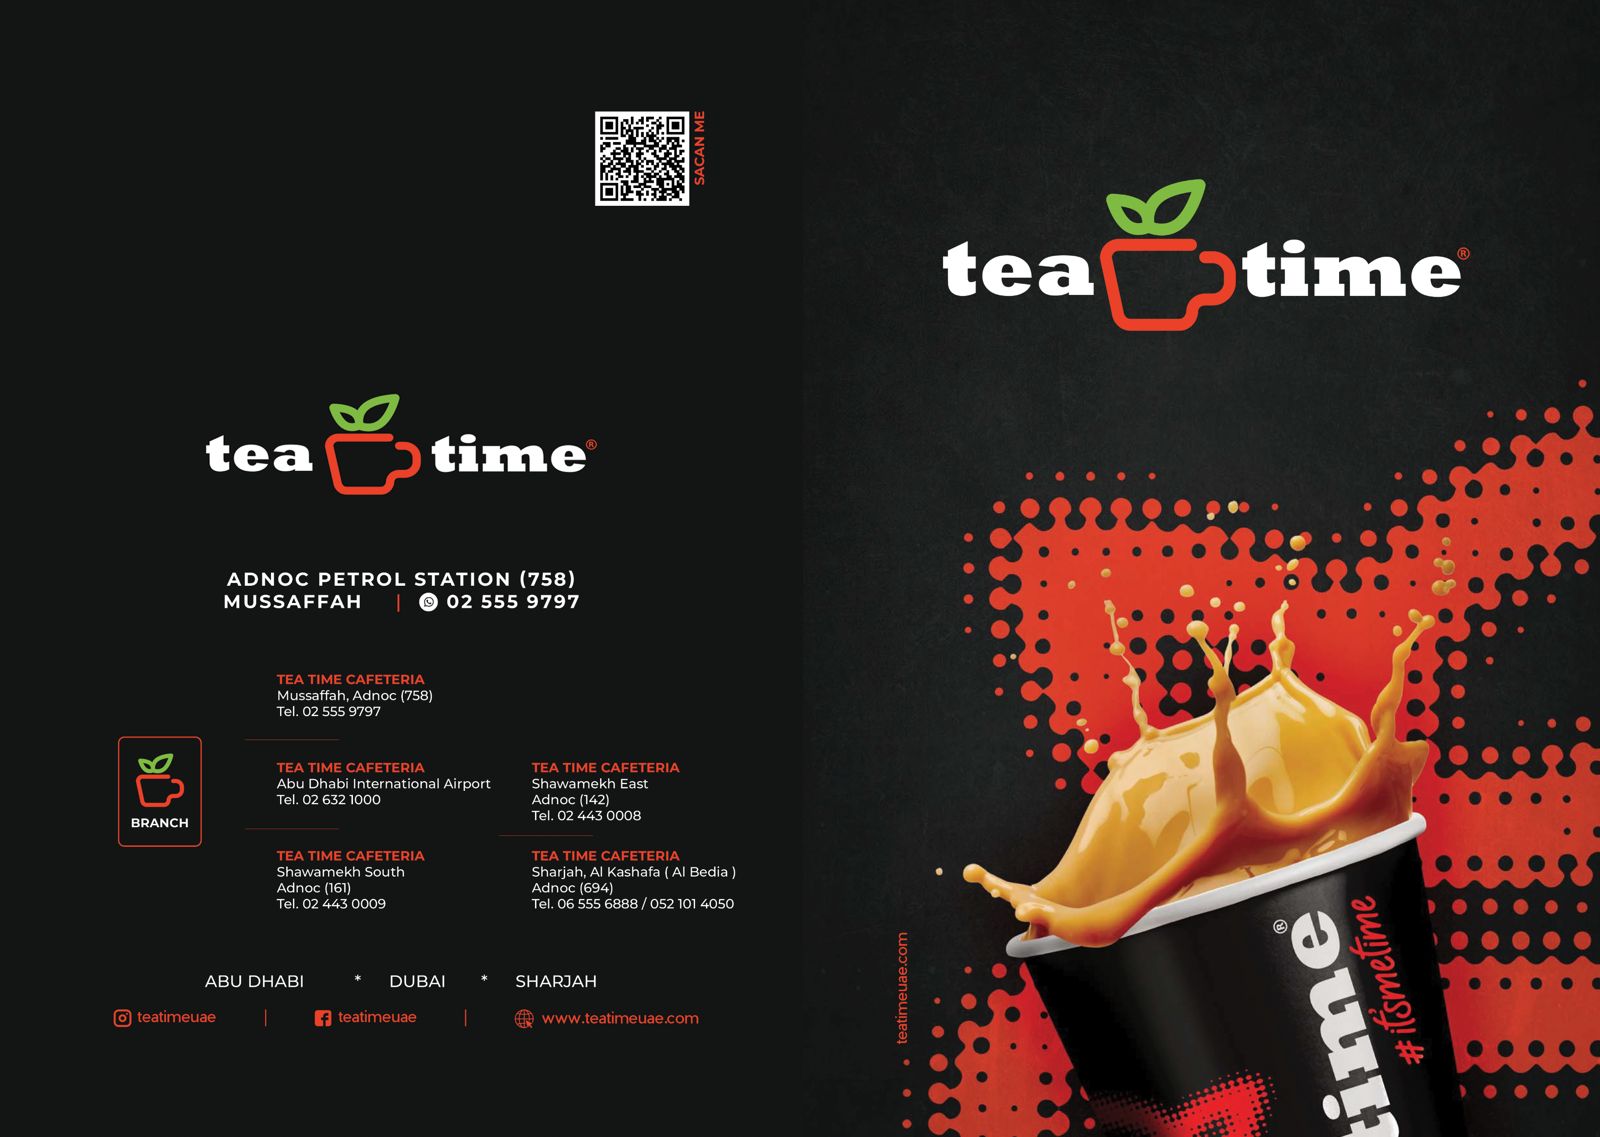 SACAN ME
tea time®
ADNOC PETROL STATION (758)
MUSSAFFAH | 02 555 9797
TEA TIME CAFETERIA
Mussaffah, Adnoc (758)
Tel. 02 555 9797
BRANCH
TEA TIME CAFETERIA
Abu Dhabi International Airport
Tel. 02 632 1000
TEA TIME CAFETERIA
Shawamekh East
Adnoc (142)
Tel. 02 443 0008
TEA TIME CAFETERIA
Shawamekh South
Adnoc (161)
Tel. 02 443 0009
TEA TIME CAFETERIA
Sharjah, Al Kashafa ( Al Bedia )
Adnoc (694)
Tel. 06 555 6888 / 052 101 4050
ABU DHABI * DUBAI * SHARJAH
teatimeuae | teatimeuae | www.teatimeuae.com
tea time®
teatimeuae.com
time®
#it'smetime